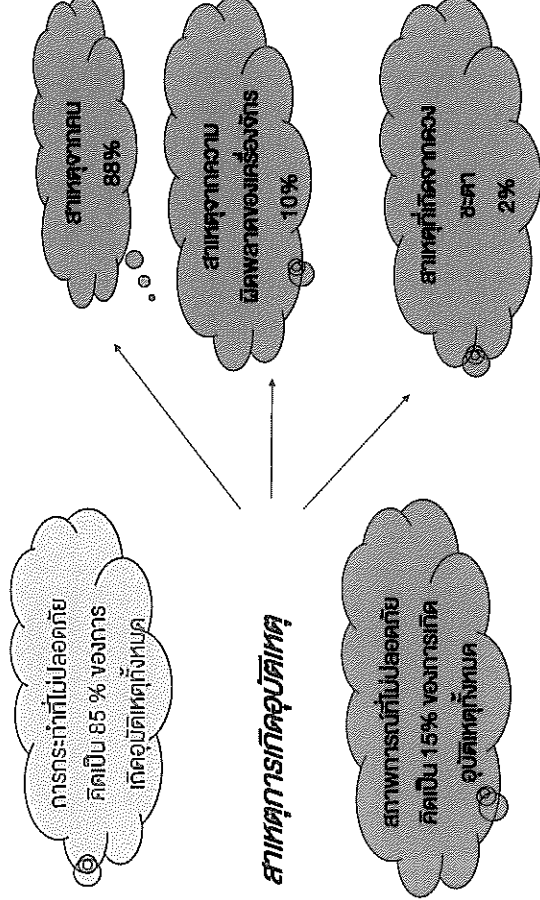 การกระทำที่ไม่ปลอดภัย
คิดเป็น 85 % ของการ
เกิดอุบัติเหตุทั้งหมด
สาเหตุการเกิดอุบัติเหตุ
สภาพการณ์ที่ไม่ปลอดภัย
คิดเป็น 15% ของการเกิด
อุบัติเหตุทั้งหมด
สาเหตุจากคน
88%
สาเหตุจากความ
ผิดพลาดของเครื่องจักร
10%
สาเหตุที่เกิดจากดวง
ชะตา
2%